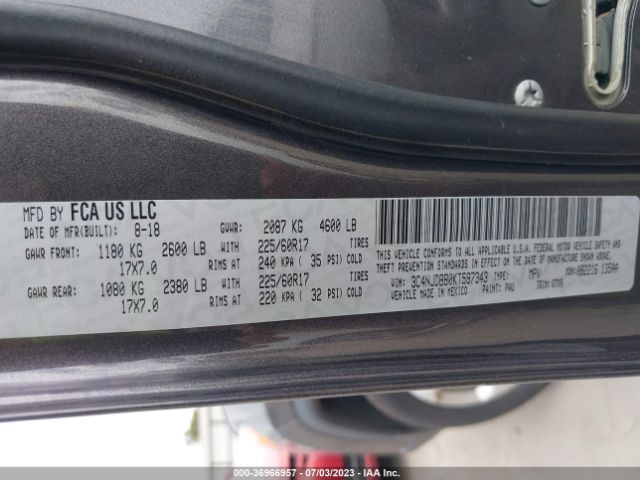 MFD BY FCA US LLC
DATE OF MFR(BUILT): 8-18 GVWR: 2087 KG 4600 LB
GAWR FRONT: 1180 KG 2600 LB WITH 225/60R17 TIRES
17X7.0 RIMS AT 240 KPA ( 35 PSI) COLD
GAWR REAR: 1080 KG 2380 LB WITH 225/60R17 TIRES
17X7.0 RIMS AT 220 KPA ( 32 PSI) COLD
THIS VEHICLE CONFORMS TO ALL APPLICABLE U.S.A. FEDERAL MOTOR VEHICLE SAFETY AND
THEFT PREVENTION STANDARDS IN EFFECT ON THE DATE OF MANUFACTURE SHOWN ABOVE.
VIN: TYPE: MPV MDH: 082216
VEHICLE MADE IN MEXICO PAINT: PAU TRIM:
000-36966957 - 07/03/2023 - IAA Inc.